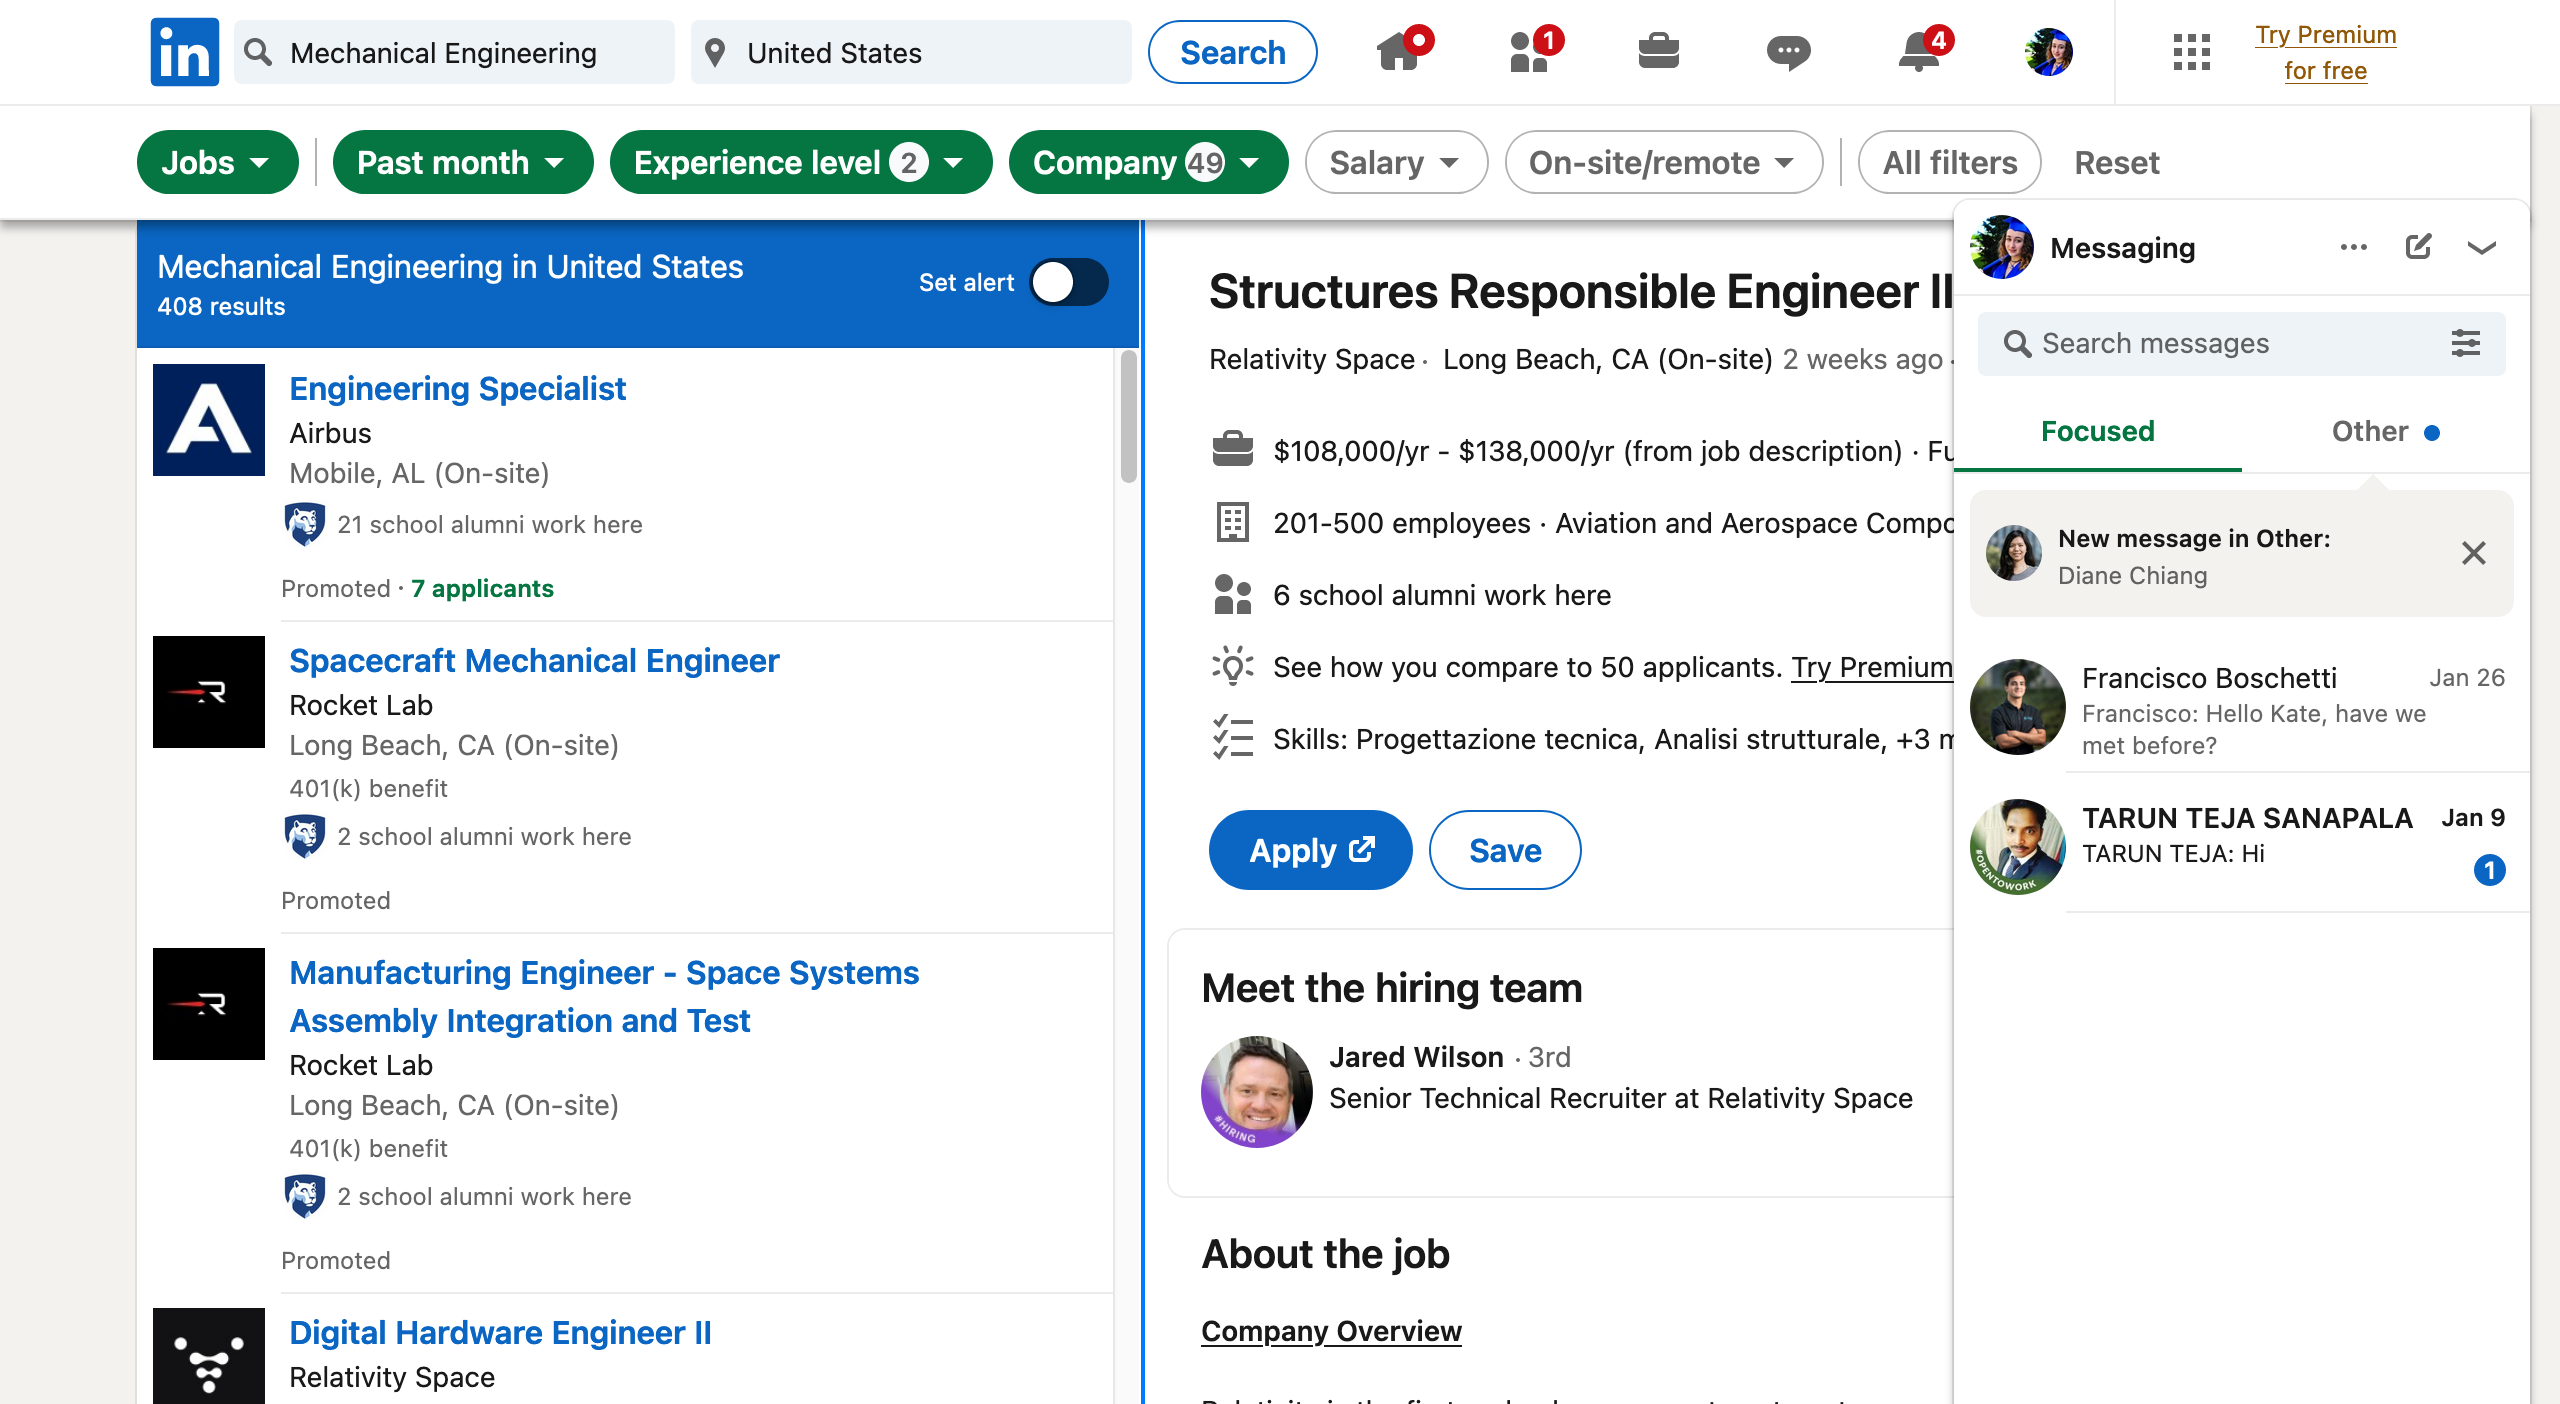 in
Mechanical Engineering
United States
Search
1
4
Try Premium
for free
Jobs
Past month
Experience level 2
Company 49
Salary
On-site/remote
All filters
Reset
Mechanical Engineering in United States
408 results
Set alert
Engineering Specialist
Airbus
Mobile, AL (On-site)
21 school alumni work here
Promoted · 7 applicants
Spacecraft Mechanical Engineer
Rocket Lab
Long Beach, CA (On-site)
401(k) benefit
2 school alumni work here
Promoted
Manufacturing Engineer - Space Systems
Assembly Integration and Test
Rocket Lab
Long Beach, CA (On-site)
401(k) benefit
2 school alumni work here
Promoted
Digital Hardware Engineer II
Relativity Space
Structures Responsible Engineer II
Relativity Space · Long Beach, CA (On-site) 2 weeks ago ·
$108,000/yr - $138,000/yr (from job description) · Fu
201-500 employees · Aviation and Aerospace Compo
6 school alumni work here
See how you compare to 50 applicants. Try Premium
Skills: Progettazione tecnica, Analisi strutturale, +3 m
Apply
Save
Meet the hiring team
#HIRING
Jared Wilson · 3rd
Senior Technical Recruiter at Relativity Space
About the job
Company Overview
Messaging
Search messages
Focused
Other
New message in Other:
Diane Chiang
Francisco Boschetti Jan 26
Francisco: Hello Kate, have we
met before?
#OPENTOWORK
TARUN TEJA SANAPALA Jan 9
TARUN TEJA: Hi
1